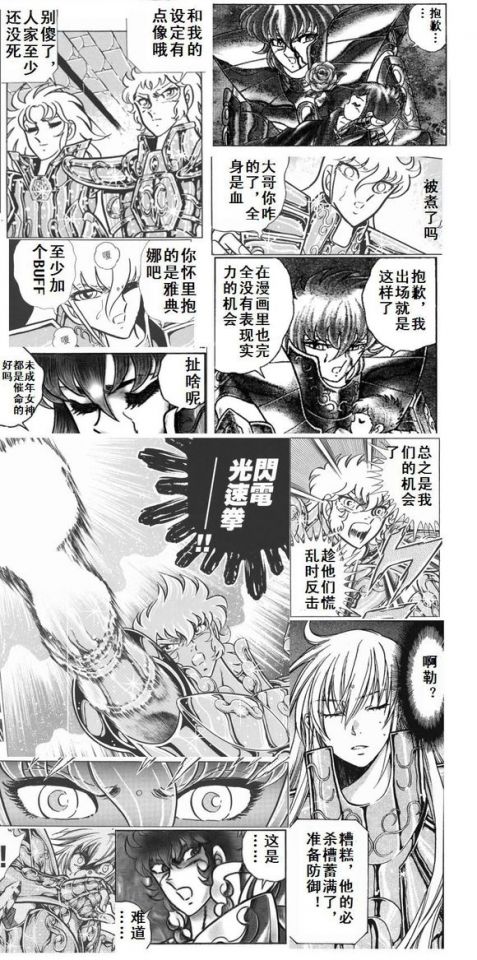 抱歉…
和我的
设定有
点像哦
别傻了，
人家至少
还没死
被煮了吗
大哥你咋
的了，全
身是血
嗄
你怀里抱
的是雅典
娜吧
至少加
个BUFF
嗄
抱歉，我
出场就是
这样了
在漫画里也完
全没有表现实
力的机会
扯啥呢
未成年女神
都是催命的
好吗
总之是我
们的机会
了
趁他们慌
乱时反击
閃電
光速拳
——!!
啊勒？
糟糕，他的必
杀槽蓄满了，
准备防御！
这是
……
难道
……
!